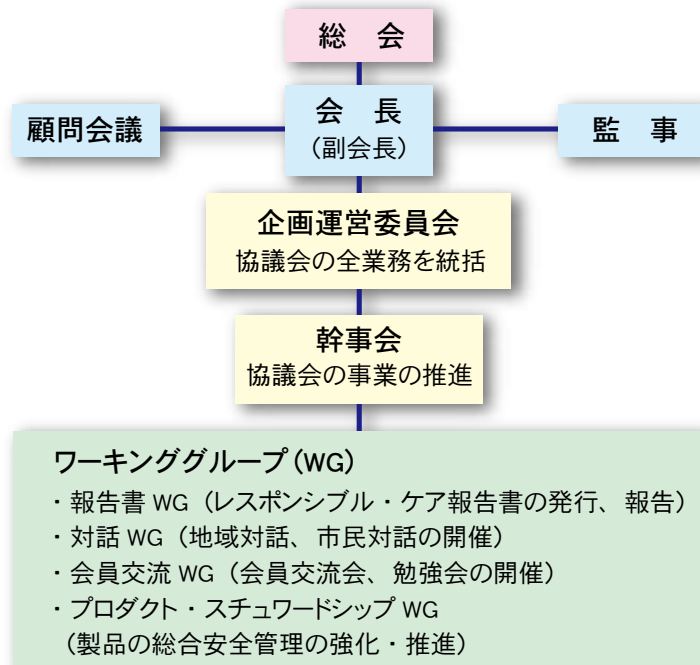 総　会
会　長
（副会長）
顧問会議
監　事
企画運営委員会
協議会の全業務を統括
幹事会
協議会の事業の推進
ワーキンググループ（WG）
・報告書 WG（レスポンシブル・ケア報告書の発行、報告）
・対話 WG（地域対話、市民対話の開催）
・会員交流 WG（会員交流会、勉強会の開催）
・プロダクト・スチュワードシップ WG
（製品の総合安全管理の強化・推進）